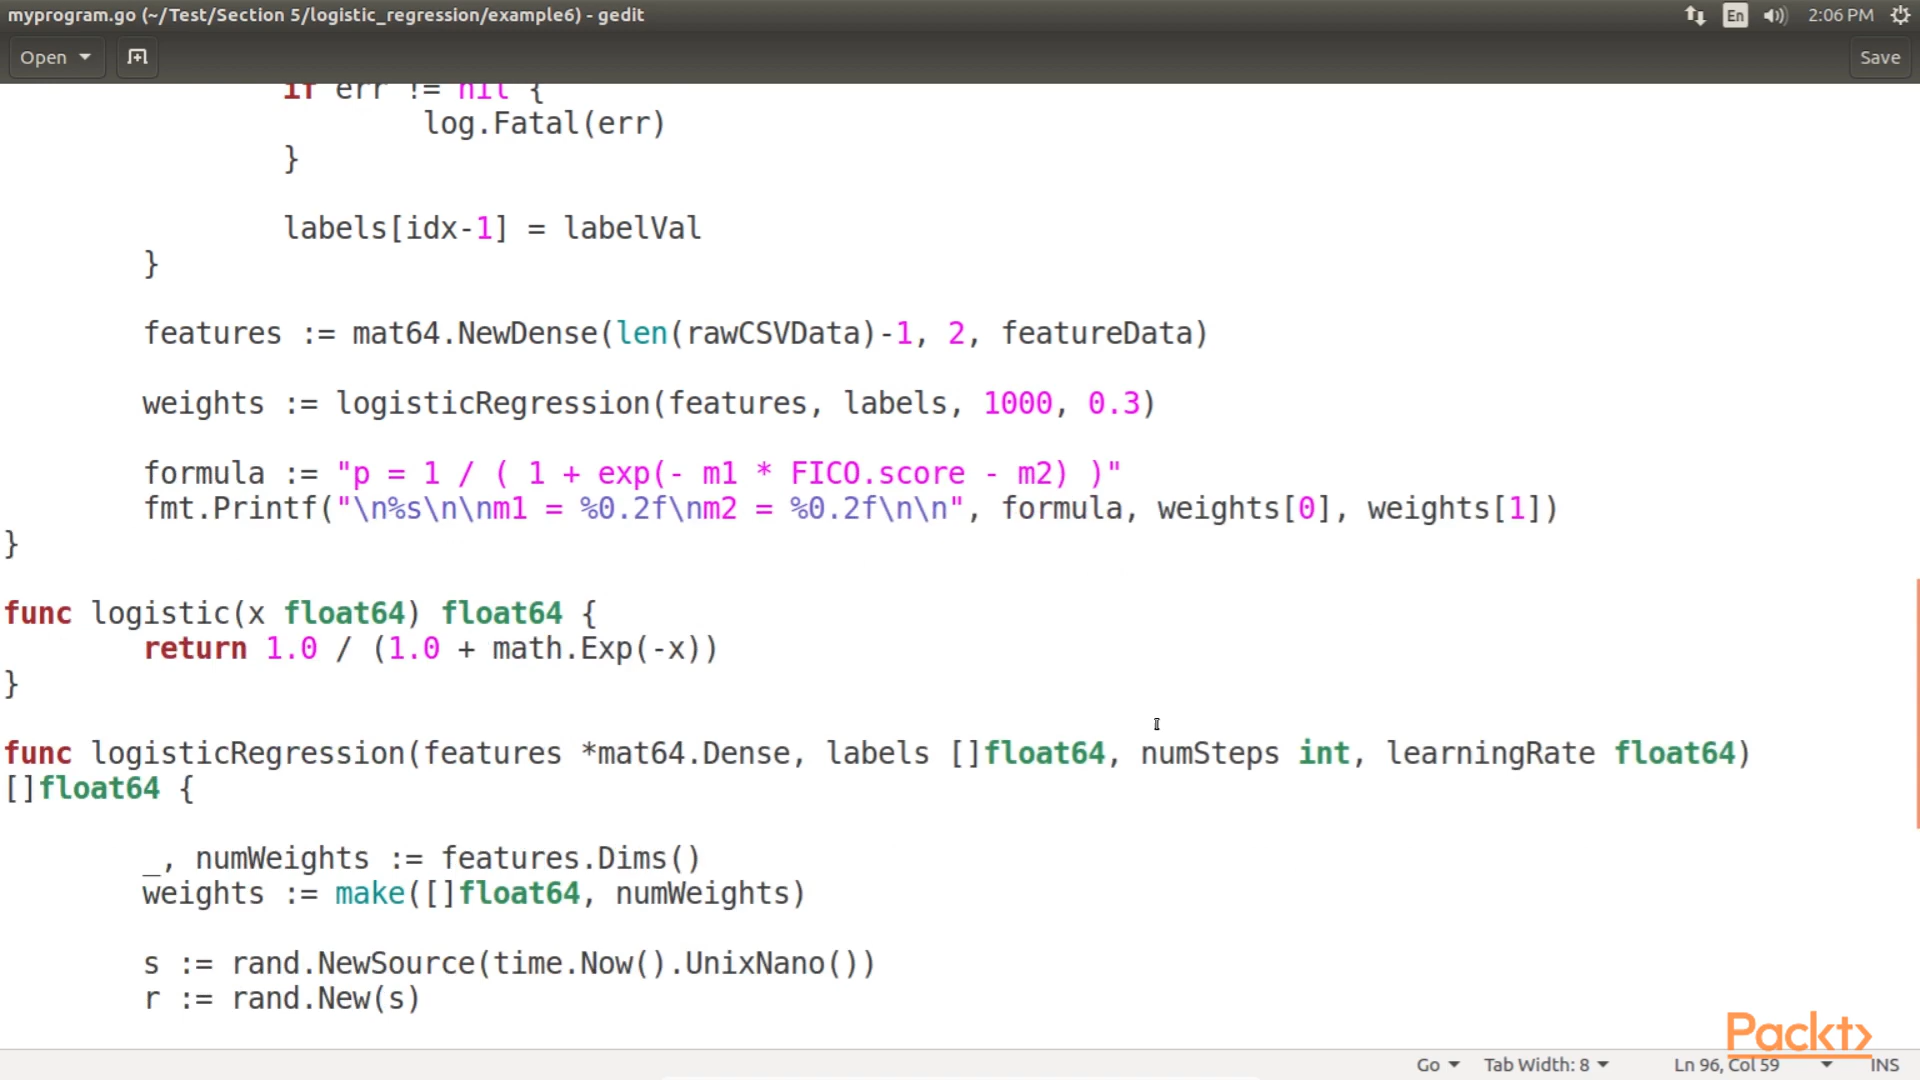 myprogram.go (~/Test/Section 5/logistic_regression/example6) - gedit
En
2:06 PM
Open
Save
if err != nil {
log.Fatal(err)
}
labels[idx-1] = labelVal
}
features := mat64.NewDense(len(rawCSVData)-1, 2, featureData)
weights := logisticRegression(features, labels, 1000, 0.3)
formula := "p = 1 / ( 1 + exp(- m1 * FICO.score - m2) )"
fmt.Printf("\n%s\n\nm1 = %0.2f\nm2 = %0.2f\n\n", formula, weights[0], weights[1])
}
func logistic(x float64) float64 {
return 1.0 / (1.0 + math.Exp(-x))
}
func logisticRegression(features *mat64.Dense, labels []float64, numSteps int, learningRate float64)
[]float64 {
_, numWeights := features.Dims()
weights := make([]float64, numWeights)
s := rand.NewSource(time.Now().UnixNano())
r := rand.New(s)
Packt>
Go
Tab Width: 8
Ln 96, Col 59
INS